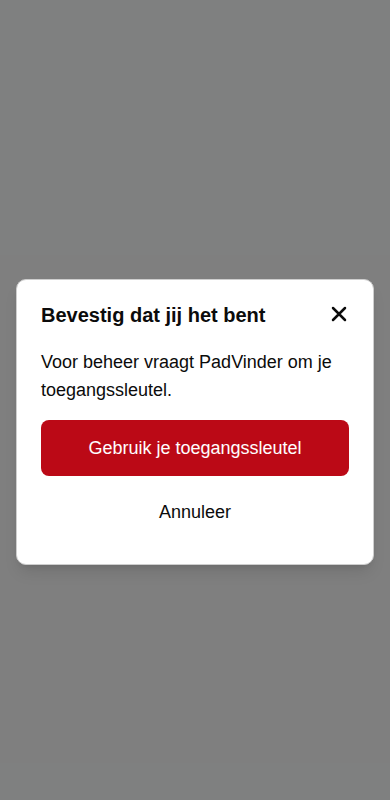 Bevestig dat jij het bent
Voor beheer vraagt PadVinder om je
toegangssleutel.
Gebruik je toegangssleutel
Annuleer